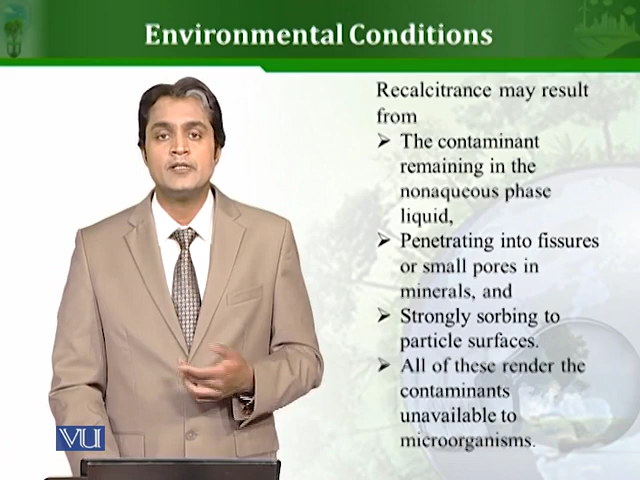 Environmental Conditions
Recalcitrance may result
from
➤ The contaminant
remaining in the
nonaqueous phase
liquid,
➤ Penetrating into fissures
or small pores in
minerals, and
➤ Strongly sorbing to
particle surfaces.
➤ All of these render the
contaminants
unavailable to
microorganisms.
VU